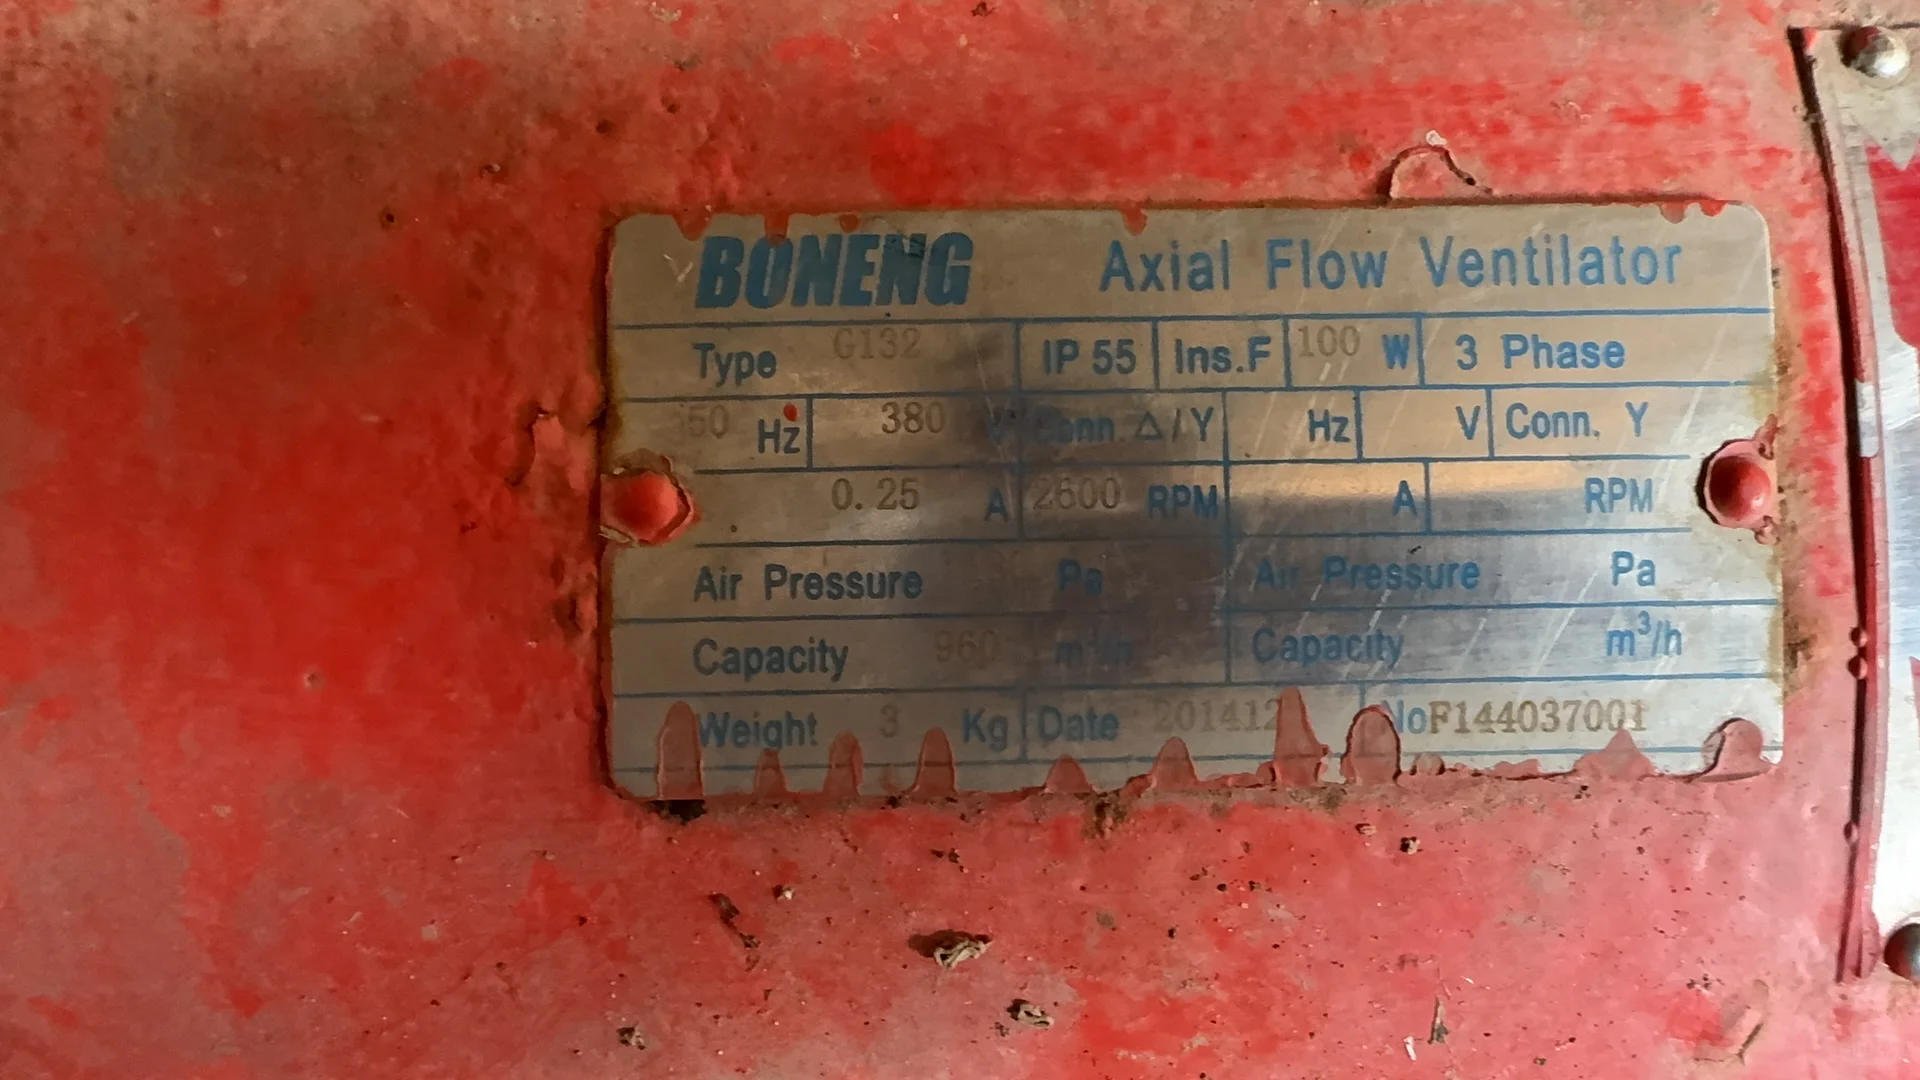 BONENG Axial Flow Ventilator
Type G132 IP 55 Ins.F 100 W 3 Phase
50 Hz 380 V Conn. △/Y Hz V Conn. Y
0.25 A 2600 RPM A RPM
Air Pressure Pa Air Pressure Pa
Capacity 960 m³/h Capacity m³/h
Weight 3 Kg Date 201412 NoF144037001